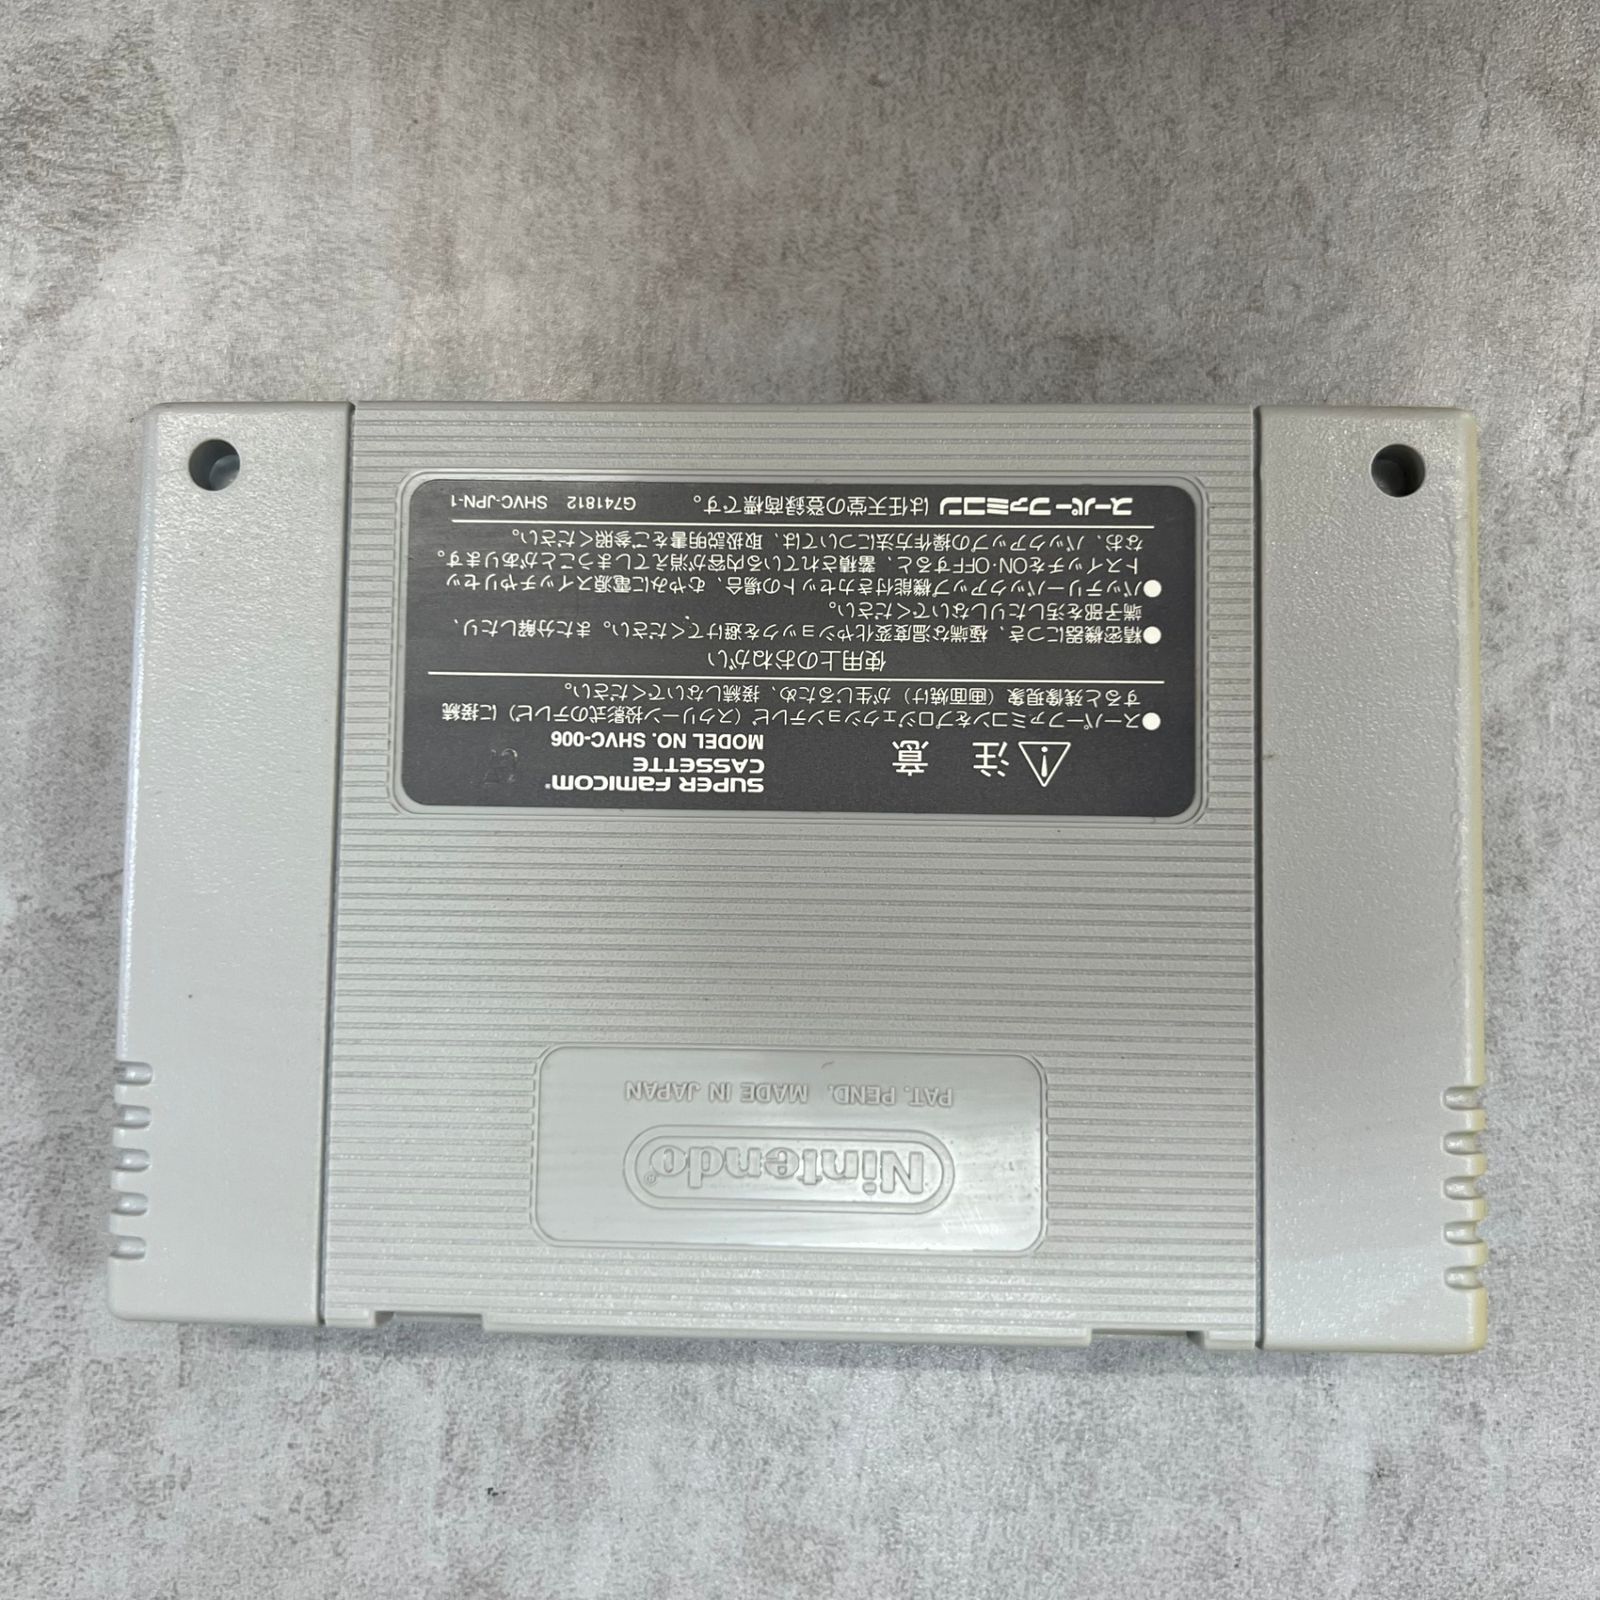 Nintendo®
PAT. PEND. MADE IN JAPAN
⚠注意
SUPER FAMICOM®
CASSETTE
MODEL NO. SHVC-006
●スーパーファミコンをプロジェクションテレビ(スクリーン投影式のテレビ)に接続
すると残像現象(画面焼け)が生じるため、接続しないでください。
使用上のおねがい
●精密機器につき、極端な温度変化やショックを避けてください。また分解したり、
端子部を汚したりしないでください。
●バッテリーバックアップ機能付きカセットの場合、むやみに電源スイッチやリセッ
トスイッチをON・OFFすると、蓄積されている内容が消えてしまうことがあります。
なお、バックアップの操作方法については、取扱説明書をご参照ください。
スーパーファミコンは任天堂の登録商標です。 G741812 SHVC-JPN-1